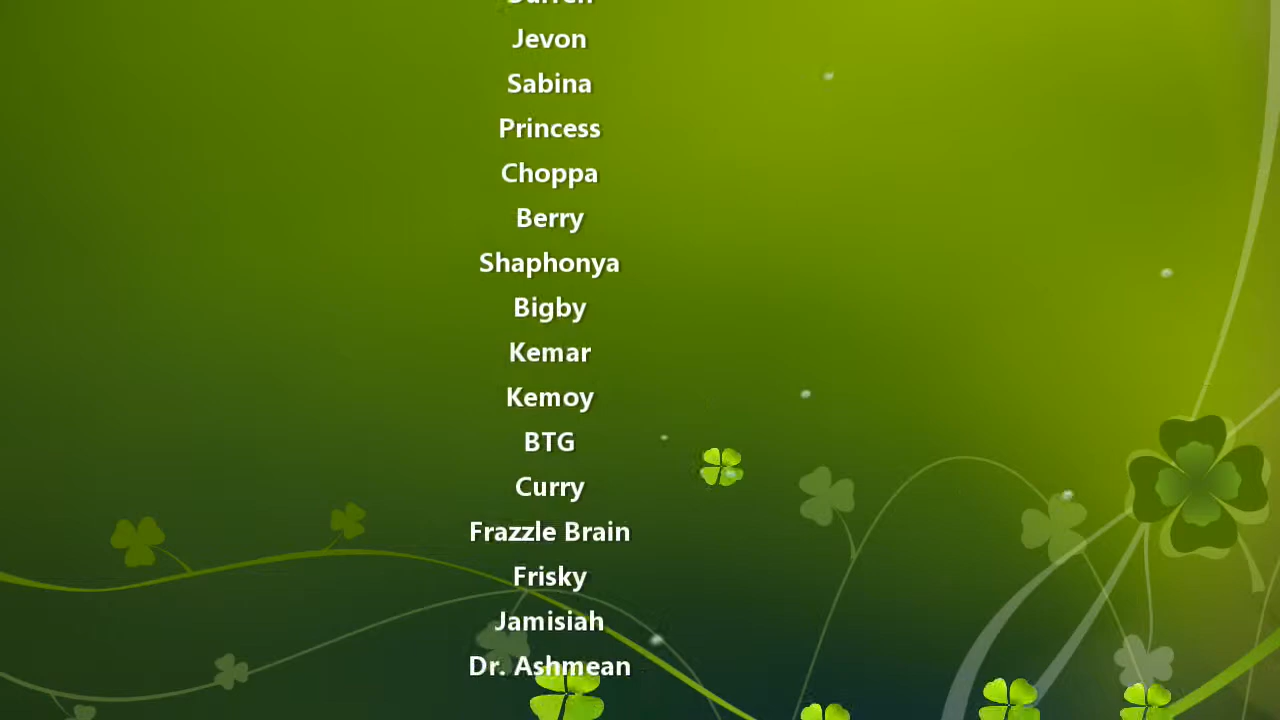 Jevon
Sabina
Princess
Choppa
Berry
Shaphonya
Bigby
Kemar
Kemoy
BTG
Curry
Frazzle Brain
Frisky
Jamisiah
Dr. Ashmean